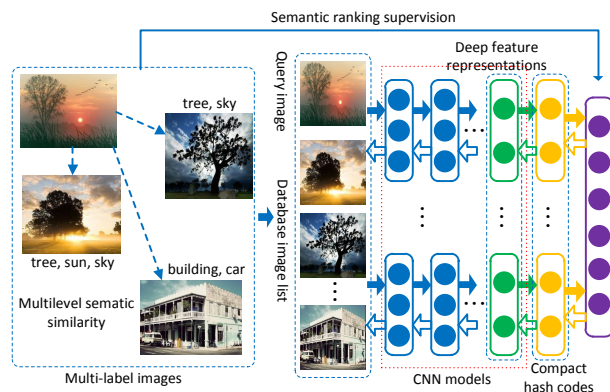 Semantic ranking supervision
Deep feature
representations
Query image
Database image list
tree, sky
tree, sun, sky
building, car
Multilevel sematic
similarity
Multi-label images
CNN models
Compact
hash codes